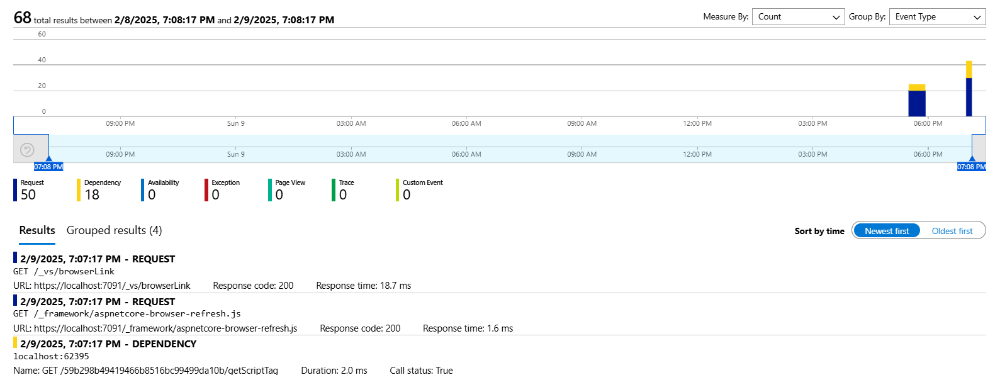 68 total results between 2/8/2025, 7:08:17 PM and 2/9/2025, 7:08:17 PM
Measure By: Count Group By: Event Type
60
40
20
0
09:00 PM Sun 9 03:00 AM 06:00 AM 09:00 AM 12:00 PM 03:00 PM 06:00 PM
09:00 PM Sun 9 03:00 AM 06:00 AM 09:00 AM 12:00 PM 03:00 PM 06:00 PM
07:08 PM 07:08 PM
Request Dependency Availability Exception Page View Trace Custom Event
50 18 0 0 0 0 0
Results Grouped results (4) Sort by time Newest first Oldest first
2/9/2025, 7:07:17 PM - REQUEST
GET /_vs/browserLink
URL: https://localhost:7091/_vs/browserLink Response code: 200 Response time: 18.7 ms
2/9/2025, 7:07:17 PM - REQUEST
GET /_framework/aspnetcore-browser-refresh.js
URL: https://localhost:7091/_framework/aspnetcore-browser-refresh.js Response code: 200 Response time: 1.6 ms
2/9/2025, 7:07:17 PM - DEPENDENCY
localhost:62395
Name: GET /59b298b49419466b8516bc99499da10b/getScriptTag Duration: 2.0 ms Call status: True